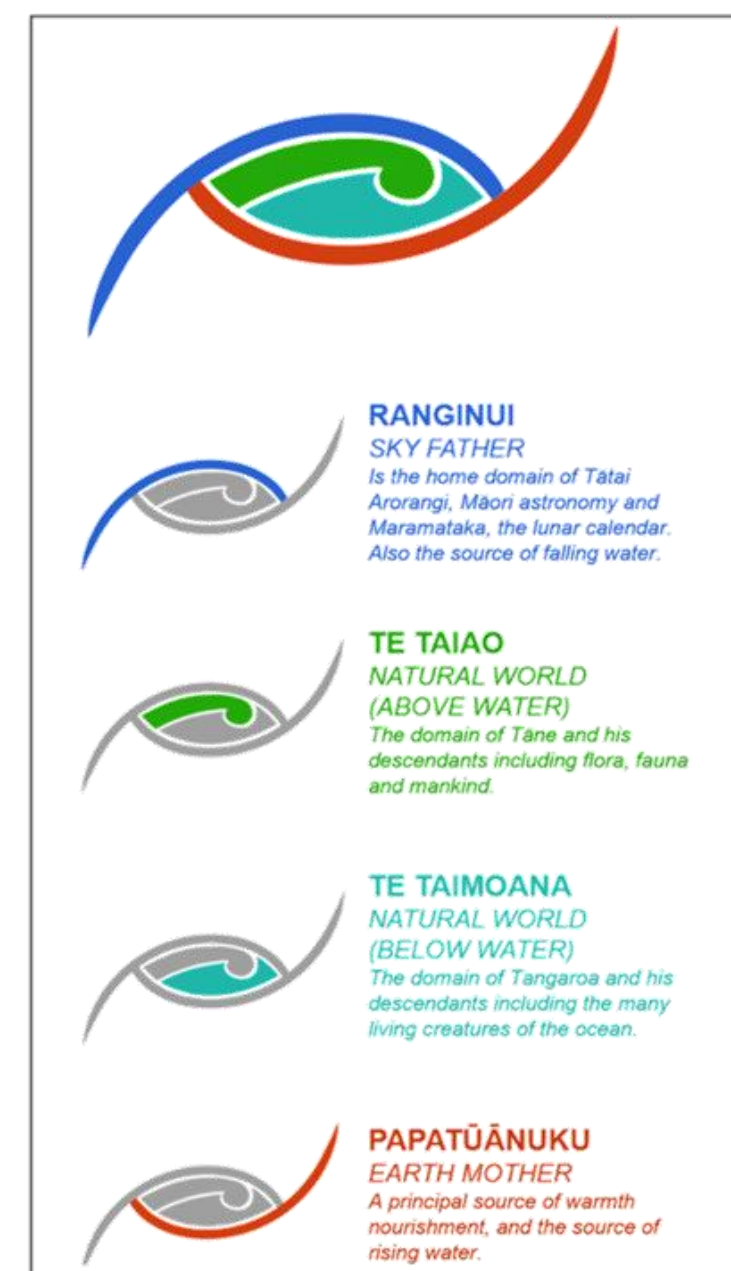 RANGINUI
SKY FATHER
Is the home domain of Tātai
Arorangi, Māori astronomy and
Maramataka, the lunar calendar.
Also the source of falling water.
TE TAIAO
NATURAL WORLD
(ABOVE WATER)
The domain of Tāne and his
descendants including flora, fauna
and mankind.
TE TAIMOANA
NATURAL WORLD
(BELOW WATER)
The domain of Tangaroa and his
descendants including the many
living creatures of the ocean.
PAPATŪĀNUKU
EARTH MOTHER
A principal source of warmth
nourishment, and the source of
rising water.